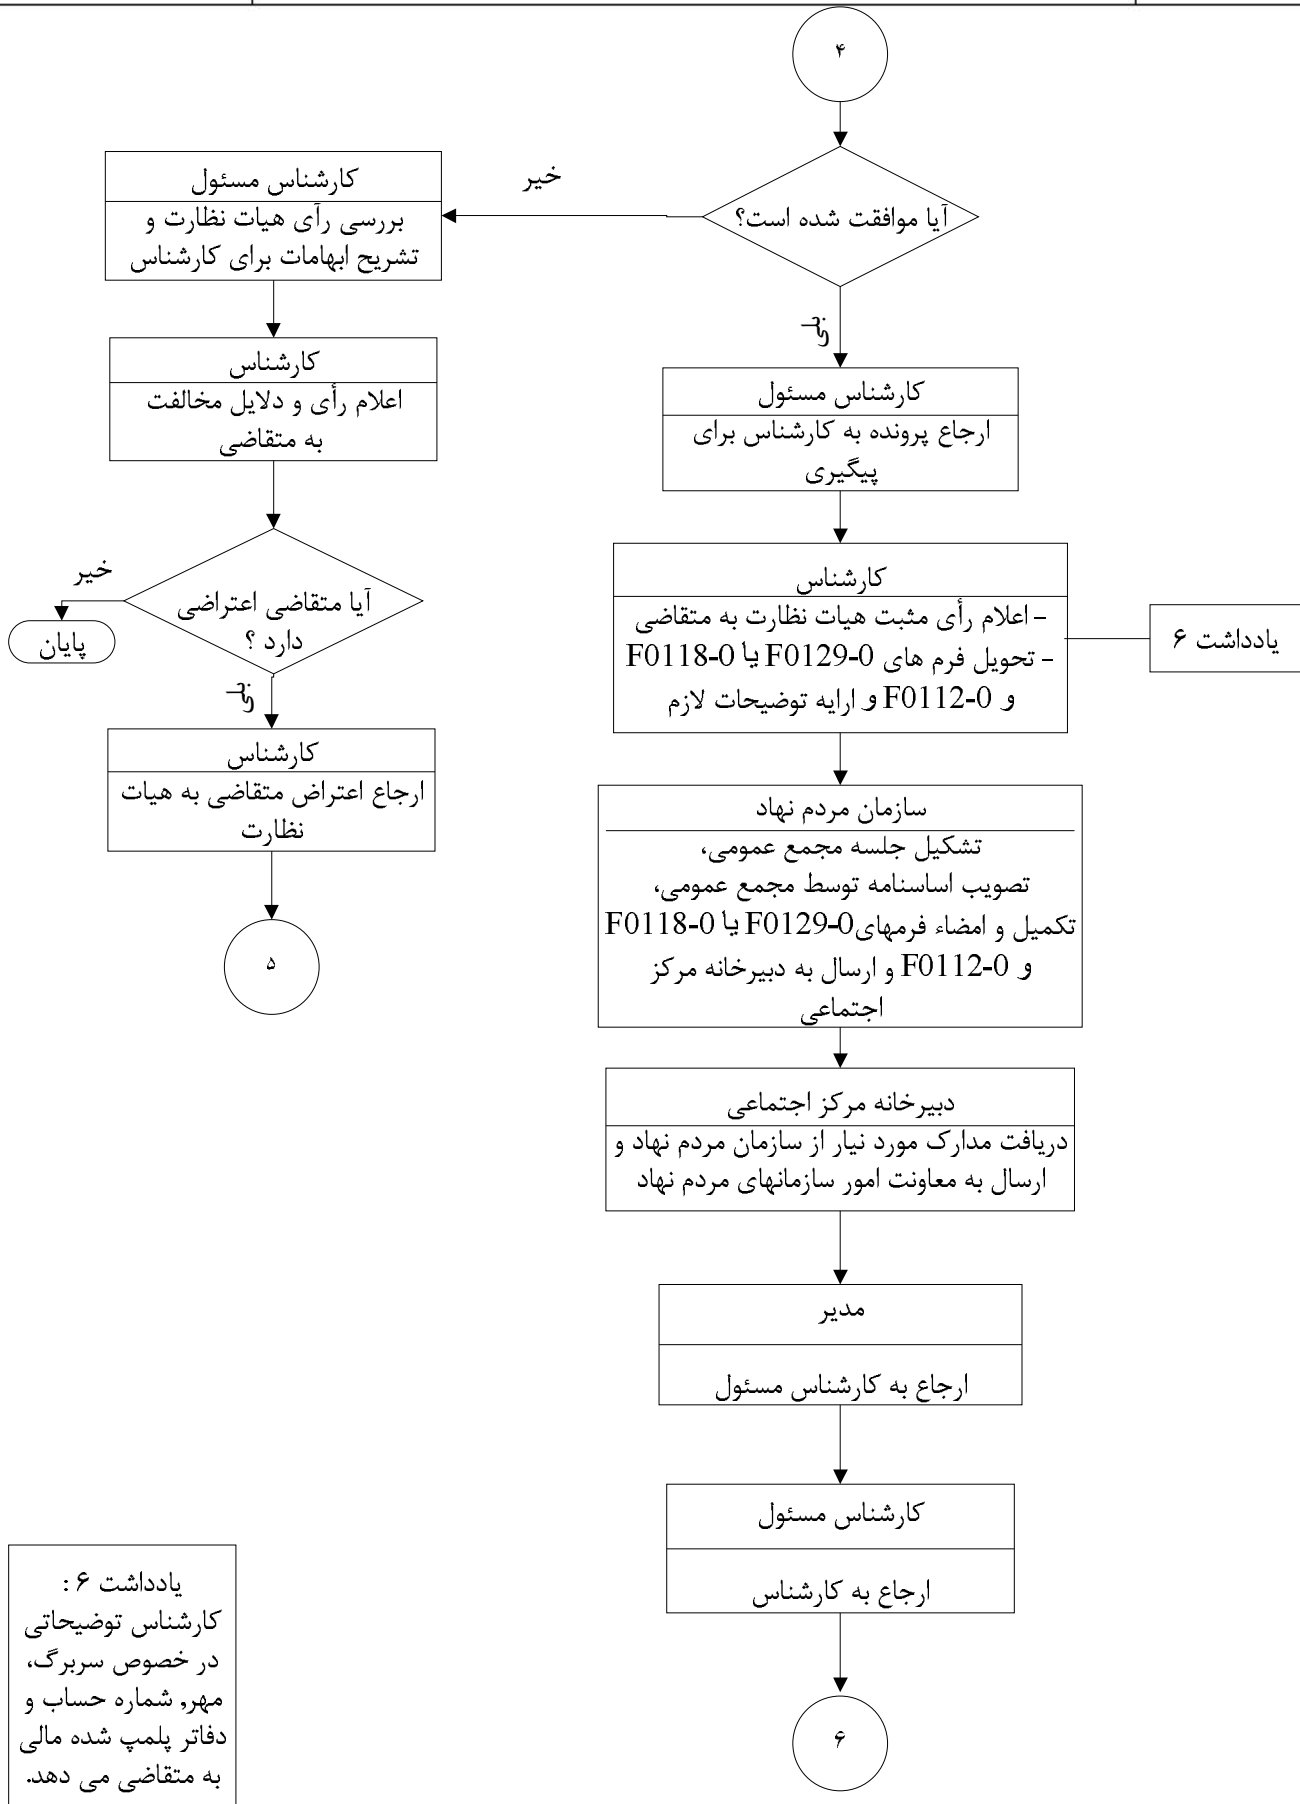 ۴
آیا موافقت شده است؟
خیر
کارشناس مسئول
بررسی رآی هیات نظارت و
تشریح ابهامات برای کارشناس
کارشناس
اعلام رأی و دلایل مخالفت
به متقاضی
آیا متقاضی اعتراضی
دارد ؟
خیر
پایان
بلی
کارشناس
ارجاع اعتراض متقاضی به هیات
نظارت
۵
بلی
کارشناس مسئول
ارجاع پرونده به کارشناس برای
پیگیری
کارشناس
- اعلام رأی مثبت هیات نظارت به متقاضی
- تحویل فرم های F0129-0 یا F0118-0
و F0112-0 و ارایه توضیحات لازم
یادداشت ۶
سازمان مردم نهاد
تشکیل جلسه مجمع عمومی،
تصویب اساسنامه توسط مجمع عمومی،
تکمیل و امضاء فرمهایF0129-0 یا F0118-0
و F0112-0 و ارسال به دبیرخانه مرکز
اجتماعی
دبیرخانه مرکز اجتماعی
دریافت مدارک مورد نیار از سازمان مردم نهاد و
ارسال به معاونت امور سازمانهای مردم نهاد
مدیر
ارجاع به کارشناس مسئول
کارشناس مسئول
ارجاع به کارشناس
۶
یادداشت ۶ :
کارشناس توضیحاتی
در خصوص سربرگ،
مهر, شماره حساب و
دفاتر پلمپ شده مالی
به متقاضی می دهد.